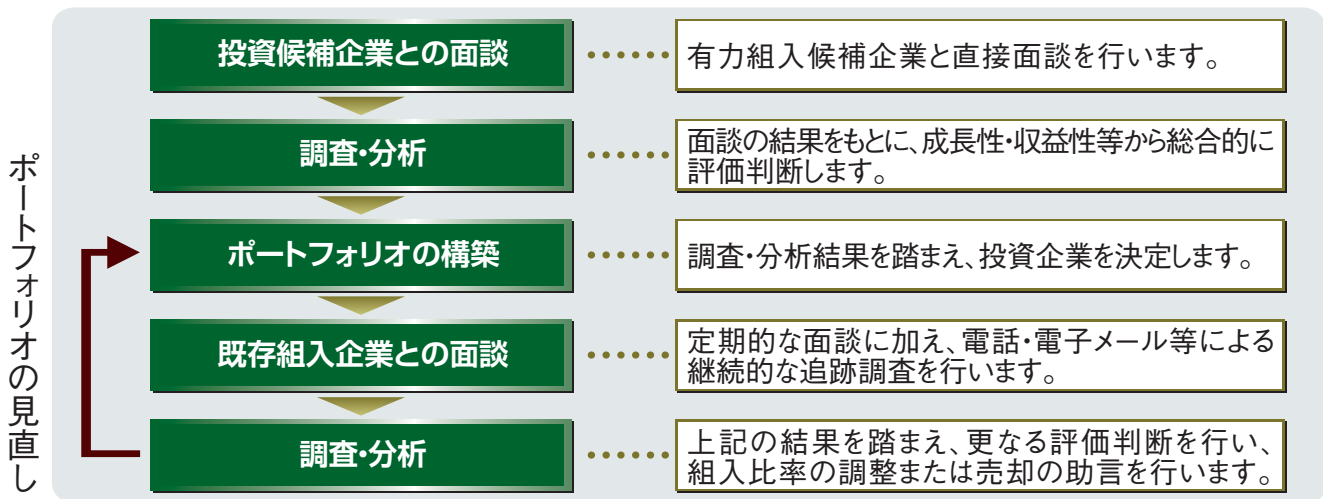 ポートフォリオの見直し
投資候補企業との面談
有力組入候補企業と直接面談を行います。
調査・分析
面談の結果をもとに、成長性・収益性等から総合的に
評価判断します。
ポートフォリオの構築
調査・分析結果を踏まえ、投資企業を決定します。
既存組入企業との面談
定期的な面談に加え、電話・電子メール等による
継続的な追跡調査を行います。
調査・分析
上記の結果を踏まえ、更なる評価判断を行い、
組入比率の調整または売却の助言を行います。